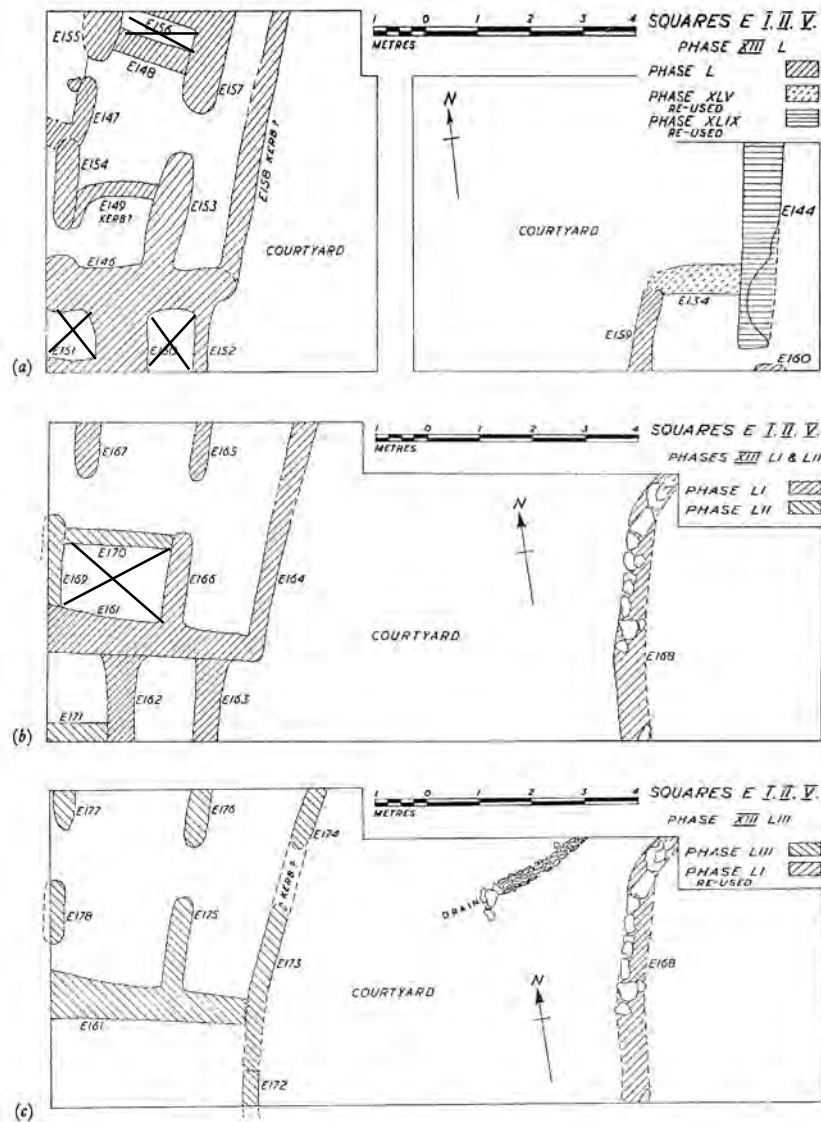 (a)
E155
E156
E148
E157
E147
E154
E149
KERB?
E153
E158 KERB?
E146
E151
E150
E152
COURTYARD
1 0 1 2 3 4
METRES
N
COURTYARD
E144
E134
E159
E160
SQUARES E I.II.V.
PHASE XIII L
PHASE L
PHASE XLV
RE-USED
PHASE XLIX
RE-USED
(b)
E167
E165
E170
E169
E166
E164
E161
E162
E163
E171
COURTYARD
1 0 1 2 3 4
METRES
N
E168
SQUARES E I.II.V.
PHASES XIII LI & LII
PHASE LI
PHASE LII
(c)
E177
E176
E174
KERB?
E178
E175
E173
E161
E172
COURTYARD
DRAIN
1 0 1 2 3 4
METRES
N
E168
SQUARES E I.II.V.
PHASE XIII LIII
PHASE LIII
PHASE LI
RE-USED